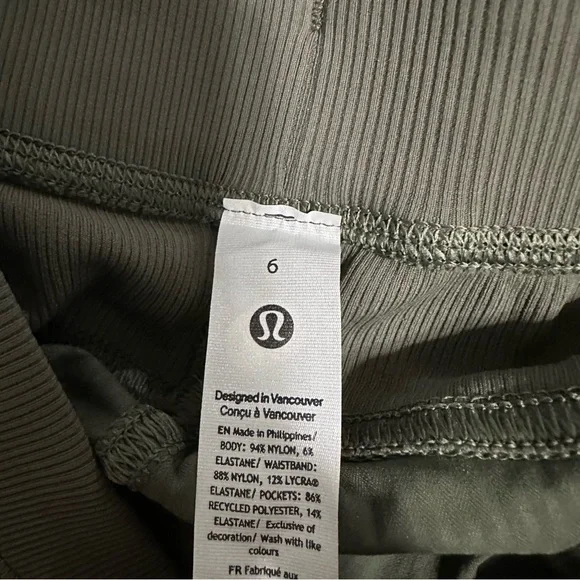 6
Designed in Vancouver
Conçu à Vancouver
EN Made in Philippines/
BODY: 94% NYLON, 6%
ELASTANE/ WAISTBAND:
88% NYLON, 12% LYCRA®
ELASTANE/ POCKETS: 86%
RECYCLED POLYESTER, 14%
ELASTANE/ Exclusive of
decoration/ Wash with like
colours
FR Fabriqué aux